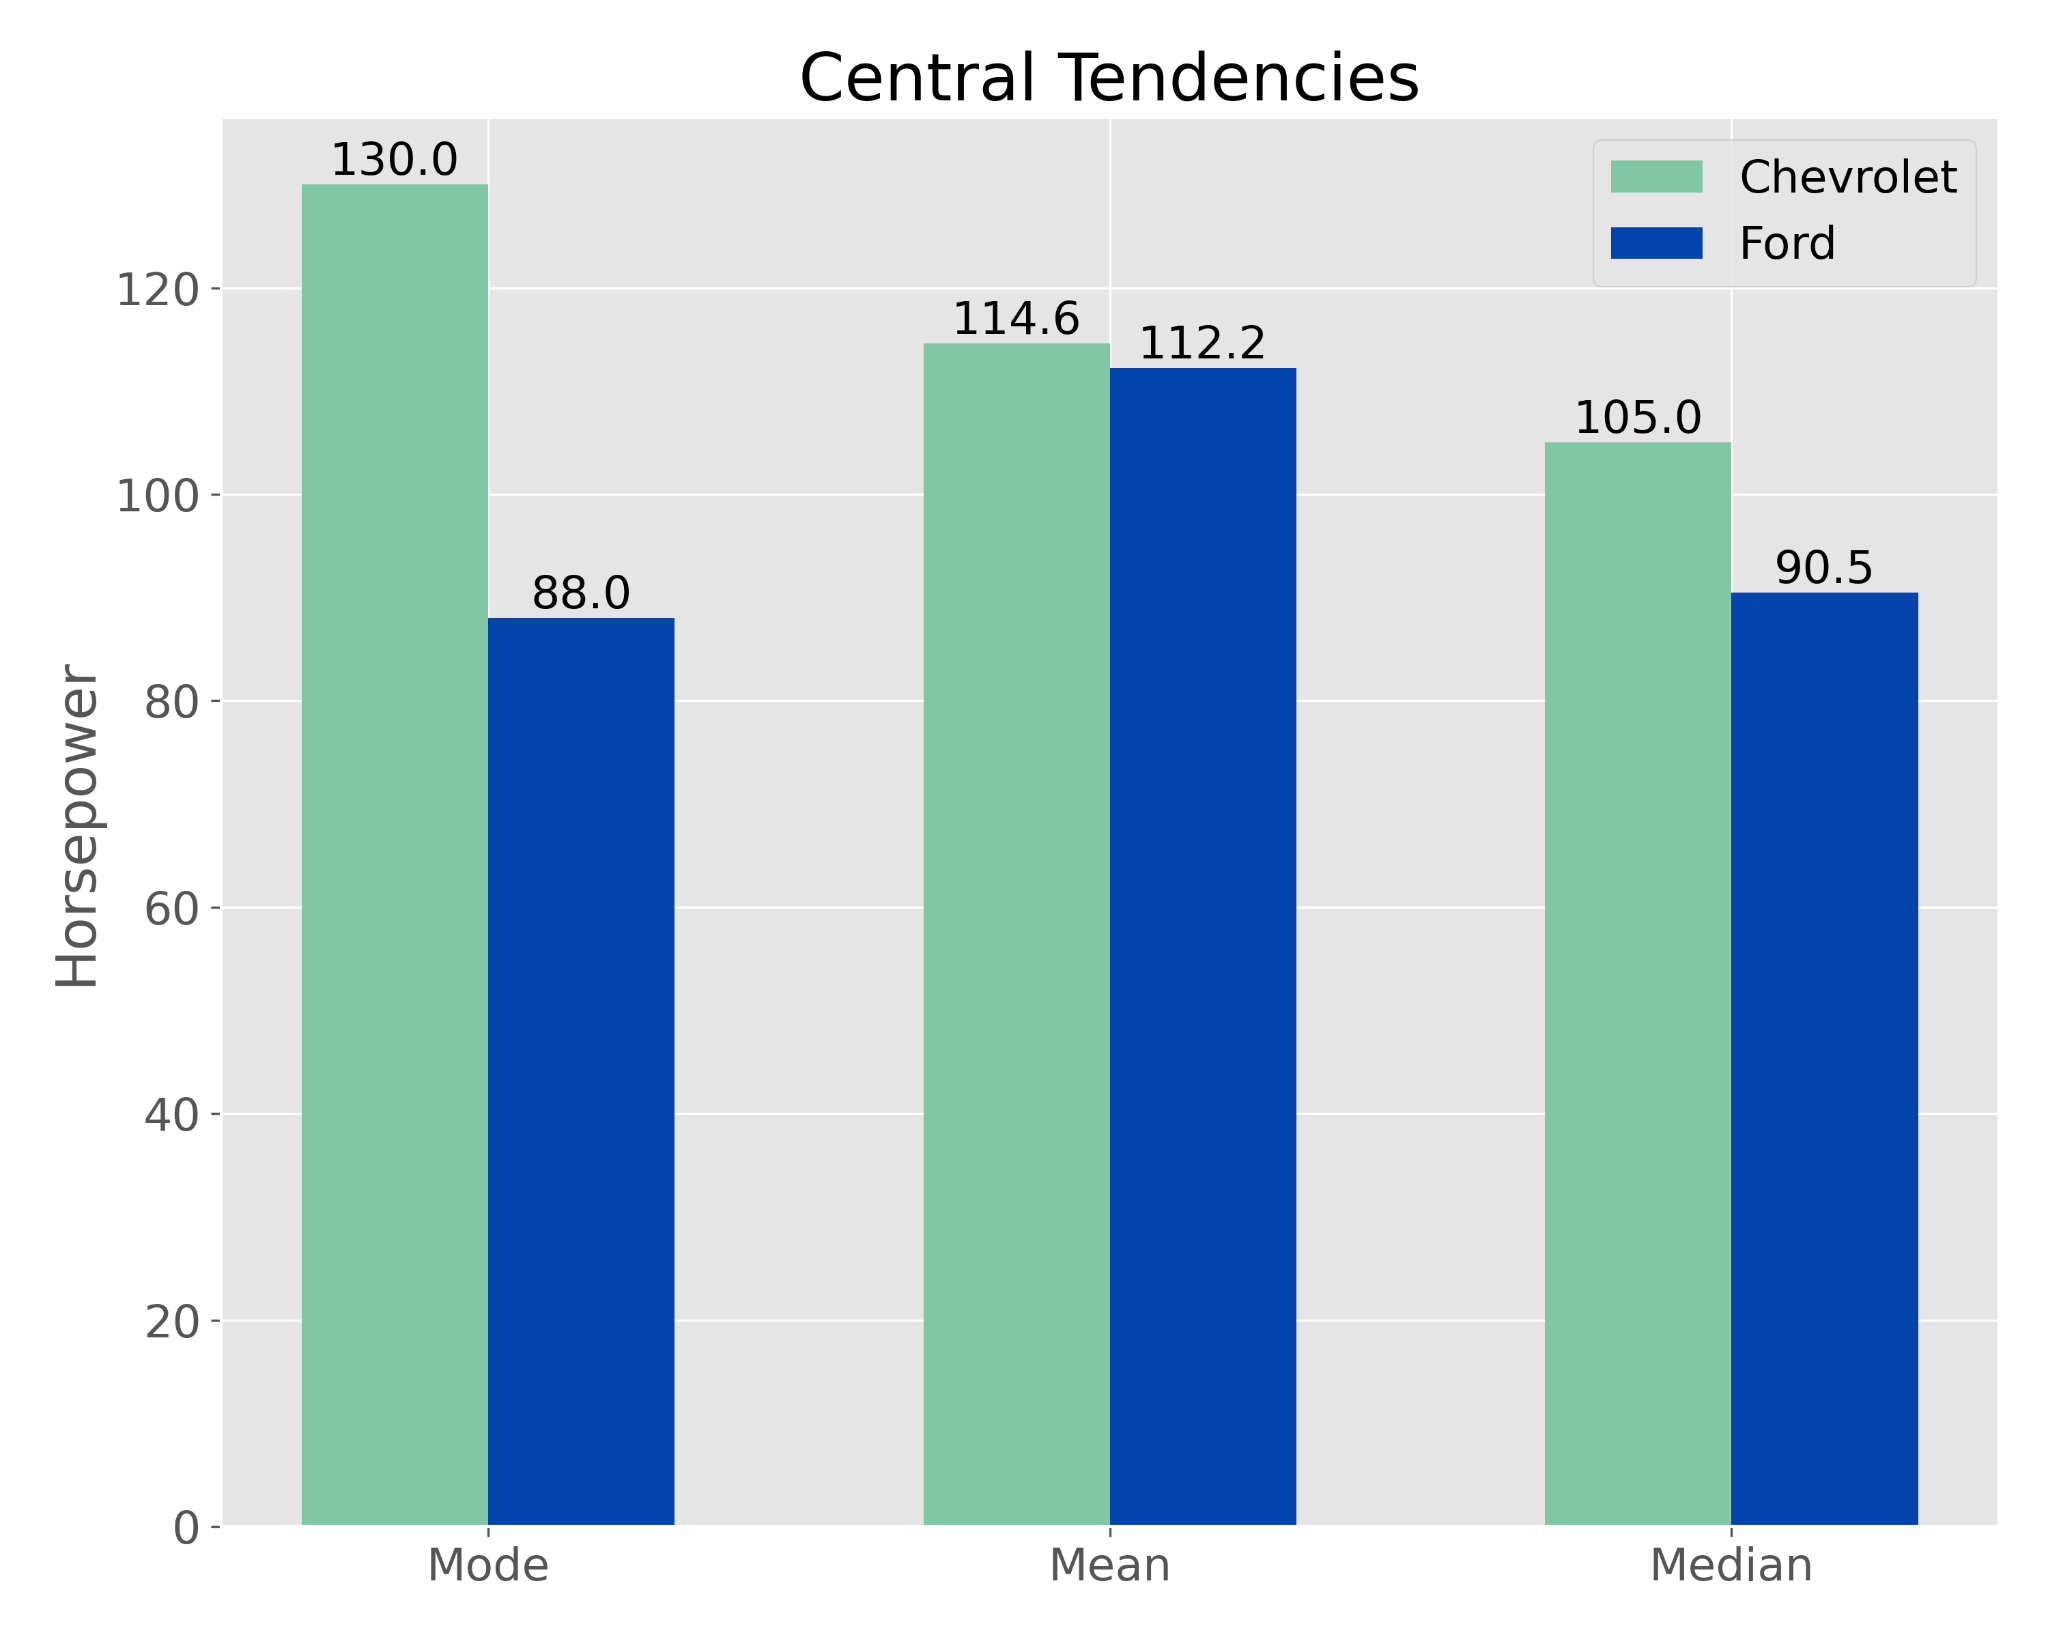 Central Tendencies
Chevrolet
Ford
130.0
88.0
114.6
112.2
105.0
90.5
Horsepower
120
100
80
60
40
20
0
Mode
Mean
Median